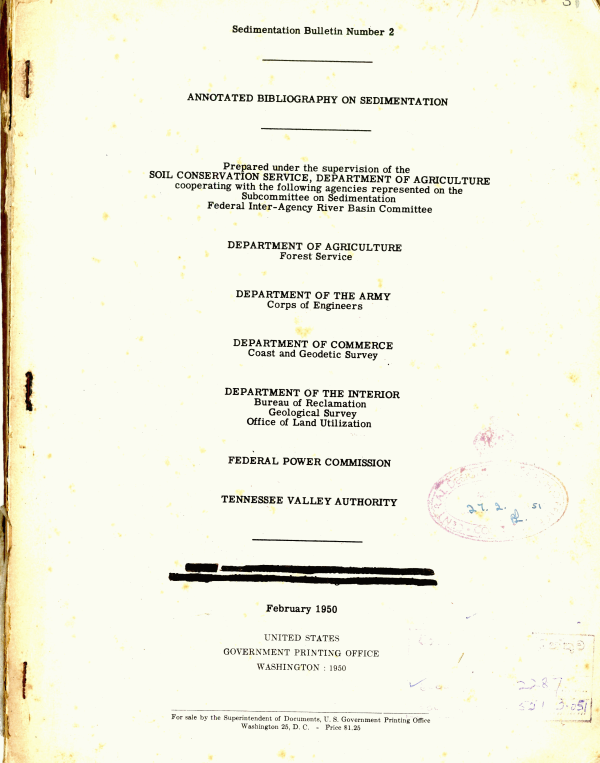 Sedimentation Bulletin Number 2
ANNOTATED BIBLIOGRAPHY ON SEDIMENTATION
Prepared under the supervision of the
SOIL CONSERVATION SERVICE, DEPARTMENT OF AGRICULTURE
cooperating with the following agencies represented on the
Subcommittee on Sedimentation
Federal Inter-Agency River Basin Committee
DEPARTMENT OF AGRICULTURE
Forest Service
DEPARTMENT OF THE ARMY
Corps of Engineers
DEPARTMENT OF COMMERCE
Coast and Geodetic Survey
DEPARTMENT OF THE INTERIOR
Bureau of Reclamation
Geological Survey
Office of Land Utilization
FEDERAL POWER COMMISSION
TENNESSEE VALLEY AUTHORITY
27. 2. 51
February 1950
UNITED STATES
GOVERNMENT PRINTING OFFICE
WASHINGTON : 1950
2287
For sale by the Superintendent of Documents, U. S. Government Printing Office
Washington 25, D. C. - Price $1.25